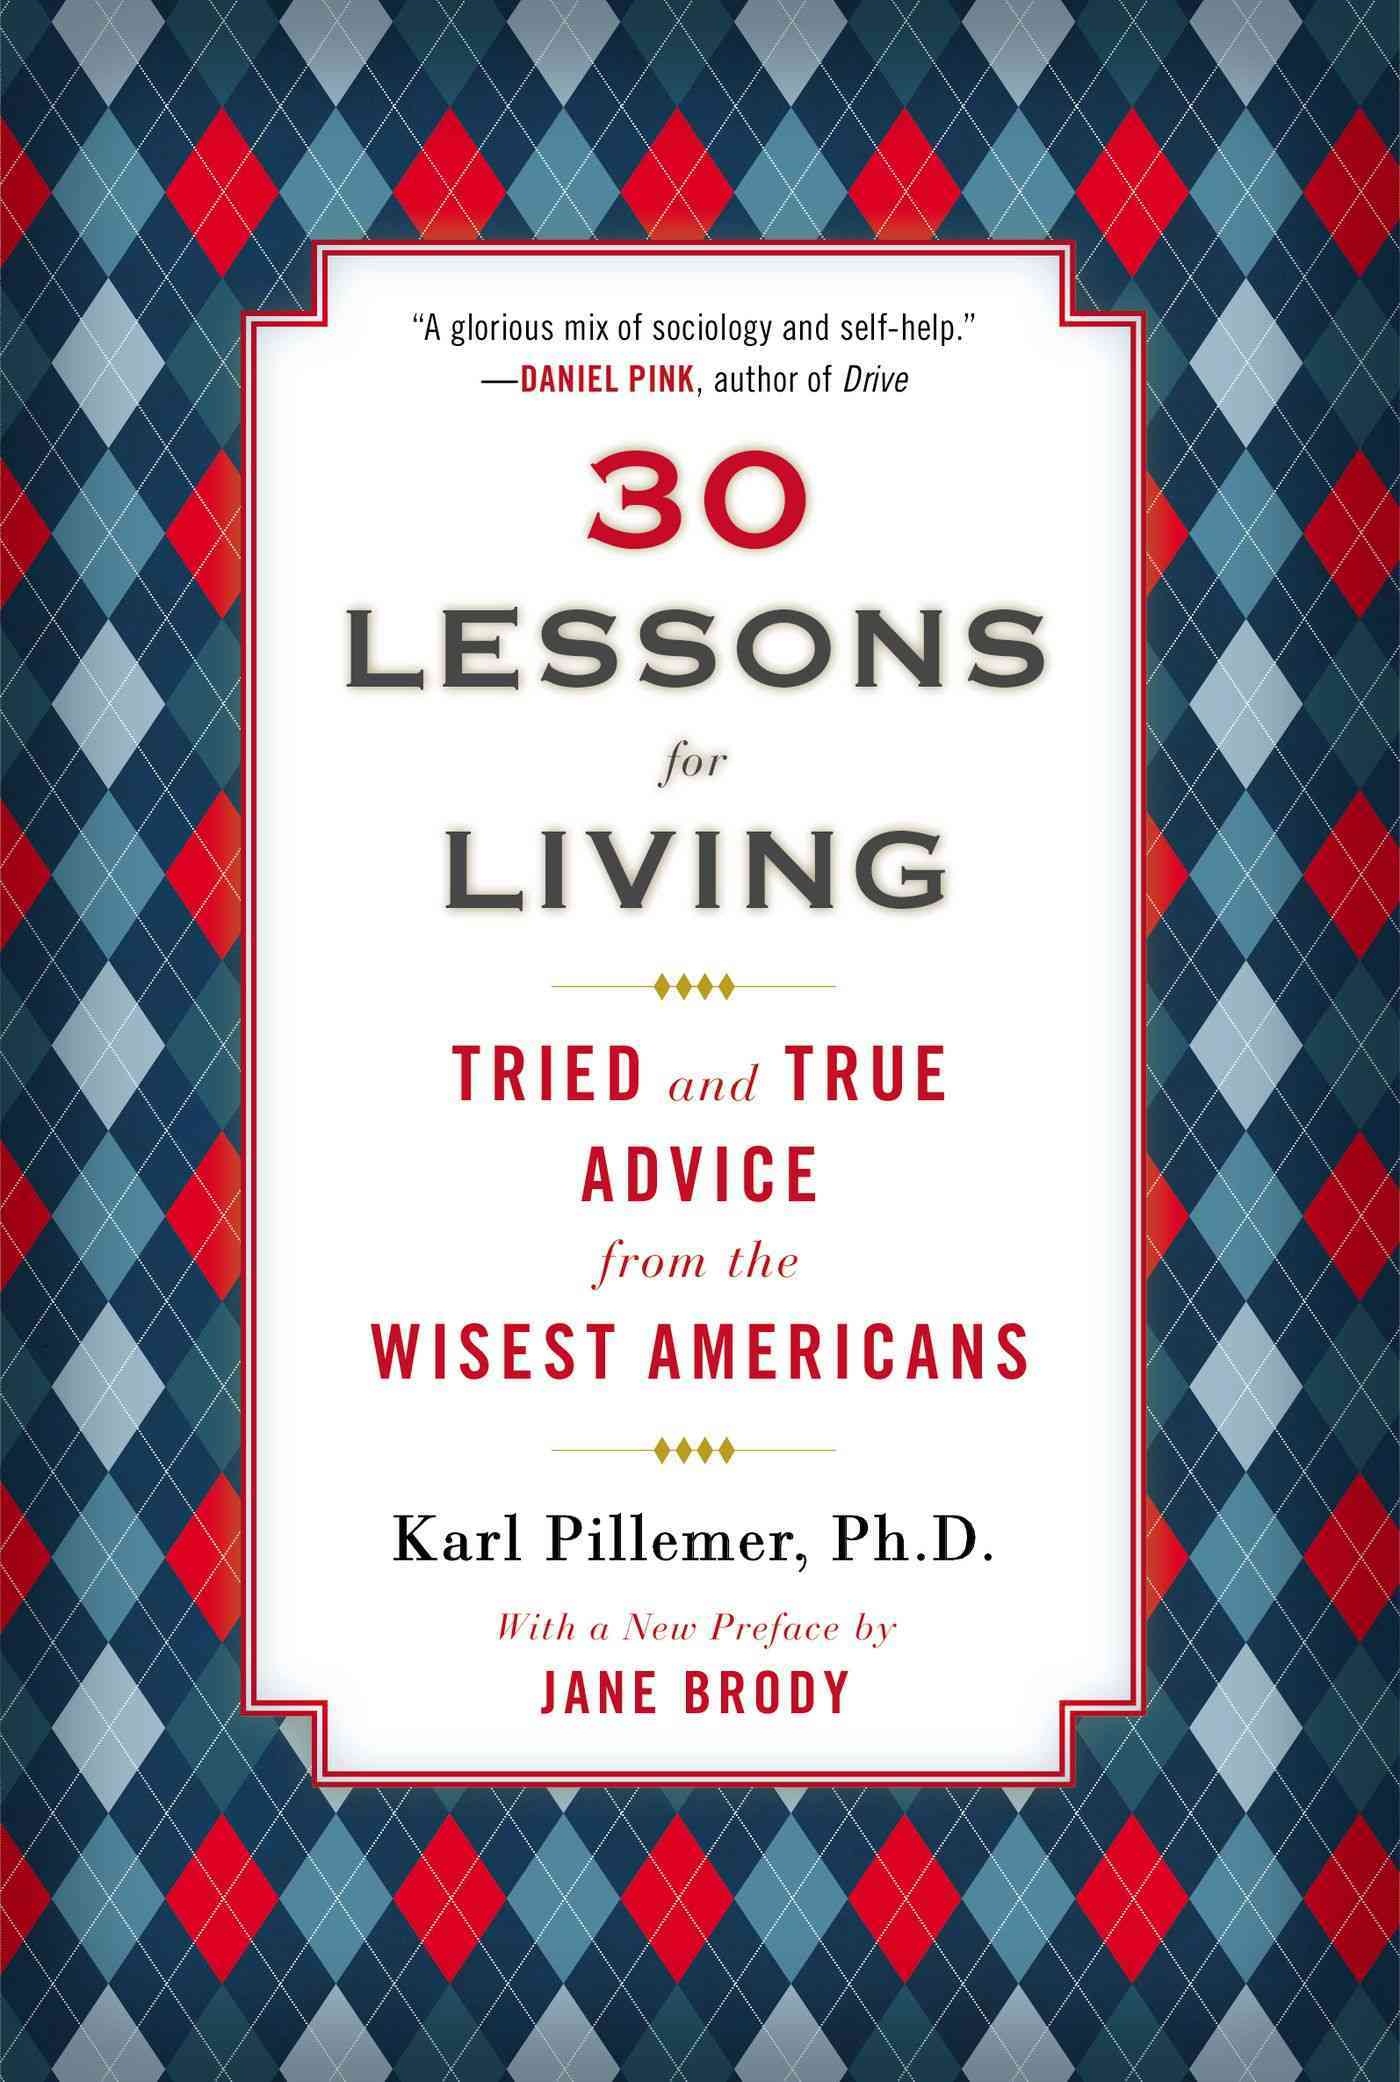 “A glorious mix of sociology and self-help.”
—DANIEL PINK, author of Drive
30
LESSONS
for
LIVING
TRIED and TRUE
ADVICE
from the
WISEST AMERICANS
Karl Pillemer, Ph.D.
With a New Preface by
JANE BRODY